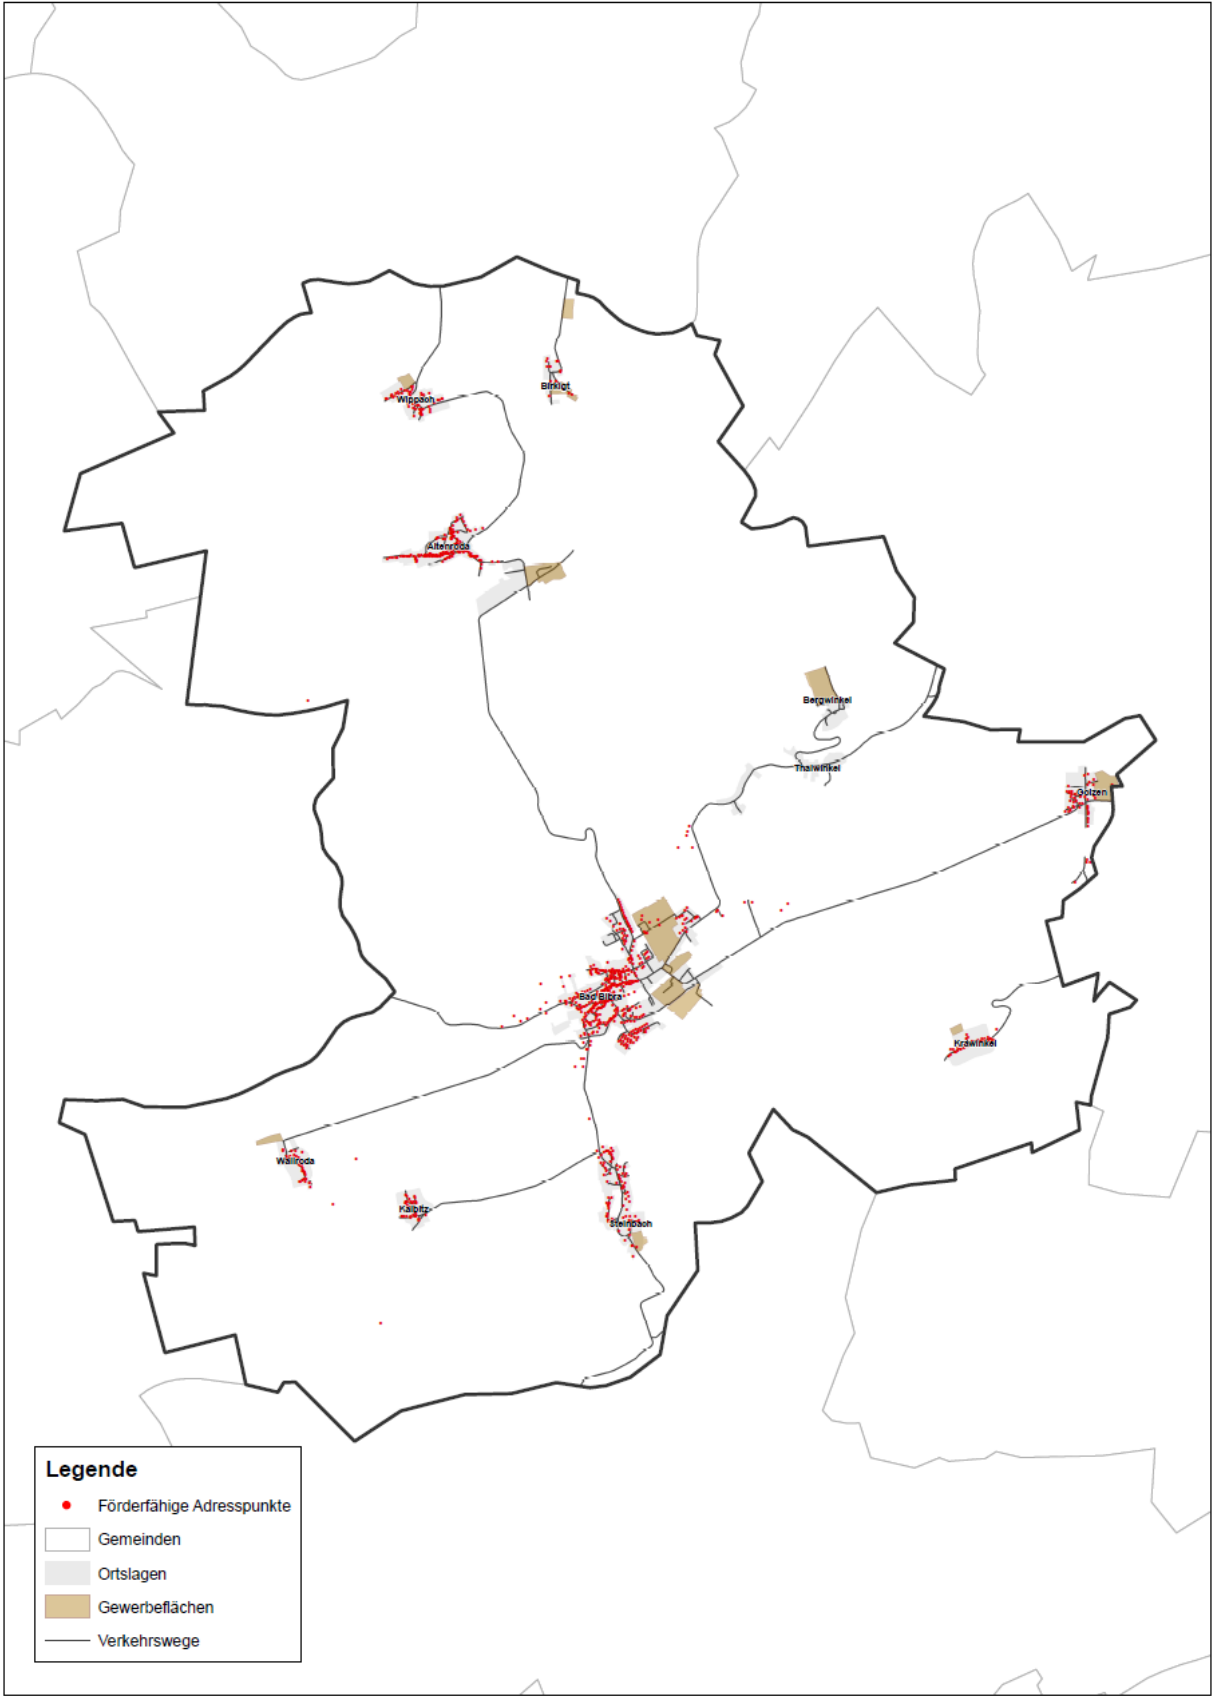 Birkigt
Wippach
Altenroda
Bergwinkel
Thalwinkel
Golzen
Bad Bibra
Krawinkel
Wallroda
Kalbitz
Steinbach
Legende
Förderfähige Adresspunkte
Gemeinden
Ortslagen
Gewerbeflächen
Verkehrswege